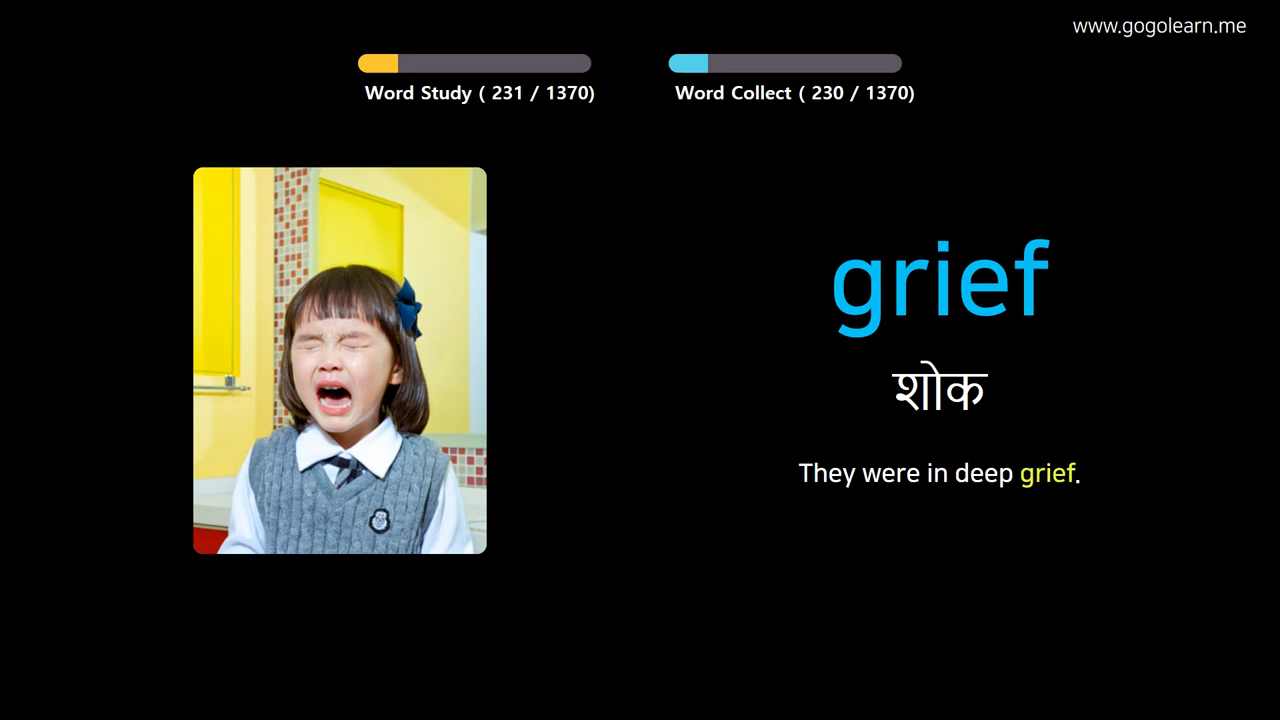 www.gogolearn.me
Word Study ( 231 / 1370)
Word Collect ( 230 / 1370)
grief
शोक
They were in deep grief.